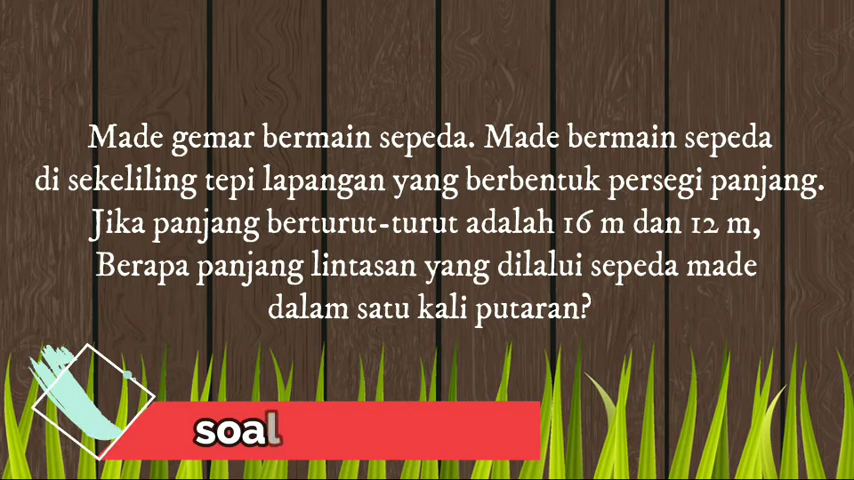 Made gemar bermain sepeda. Made bermain sepeda
di sekeliling tepi lapangan yang berbentuk persegi panjang.
Jika panjang berturut-turut adalah 16 m dan 12 m,
Berapa panjang lintasan yang dilalui sepeda made
dalam satu kali putaran?
soal